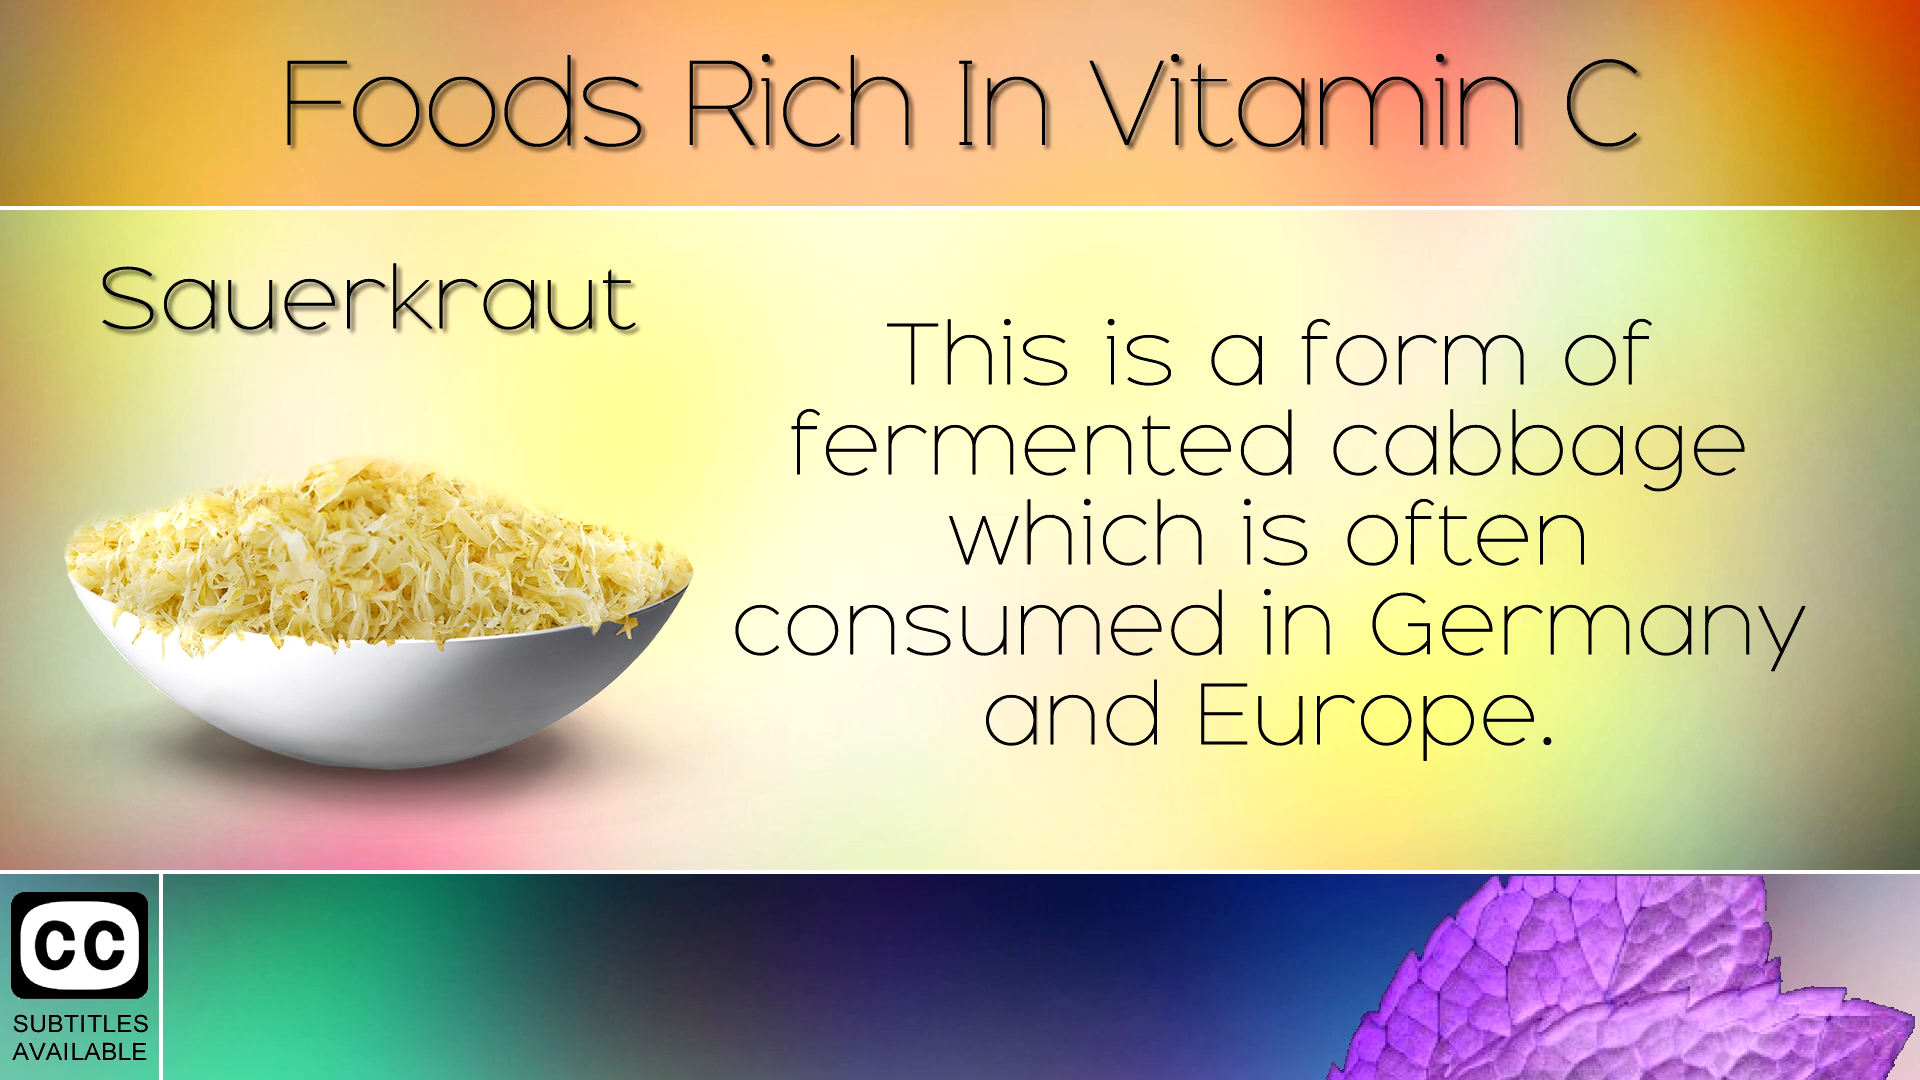 Foods Rich In Vitamin C
Sauerkraut
This is a form of
fermented cabbage
which is often
consumed in Germany
and Europe.
CC
SUBTITLES
AVAILABLE